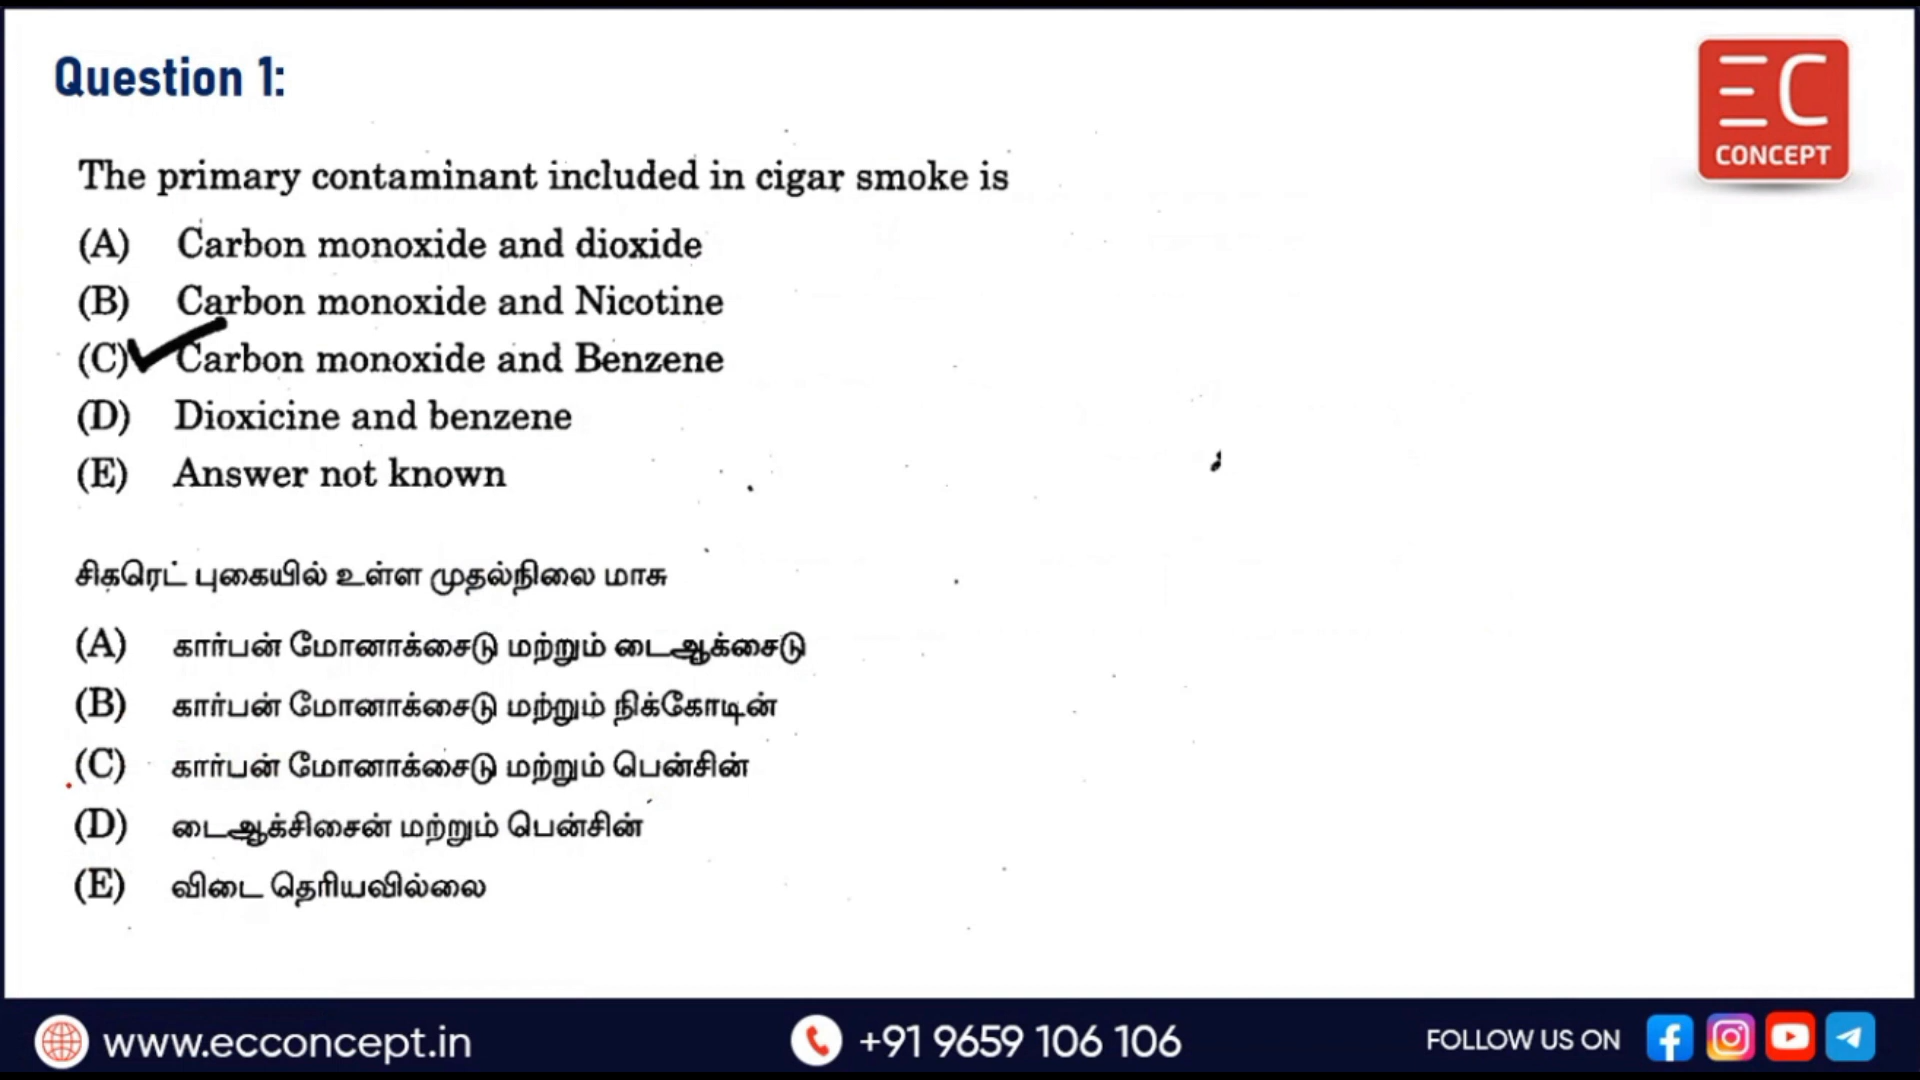 Question 1:
EC
CONCEPT
The primary contaminant included in cigar smoke is
(A) Carbon monoxide and dioxide
(B) Carbon monoxide and Nicotine
(C) Carbon monoxide and Benzene
(D) Dioxicine and benzene
(E) Answer not known
சிகரெட் புகையில் உள்ள முதல்நிலை மாசு
(A) கார்பன் மோனாக்சைடு மற்றும் டைஆக்சைடு
(B) கார்பன் மோனாக்சைடு மற்றும் நிக்கோடின்
(C) கார்பன் மோனாக்சைடு மற்றும் பென்சின்
(D) டைஆக்சிசைன் மற்றும் பென்சின்
(E) விடை தெரியவில்லை
www.ecconcept.in
+91 9659 106 106
FOLLOW US ON